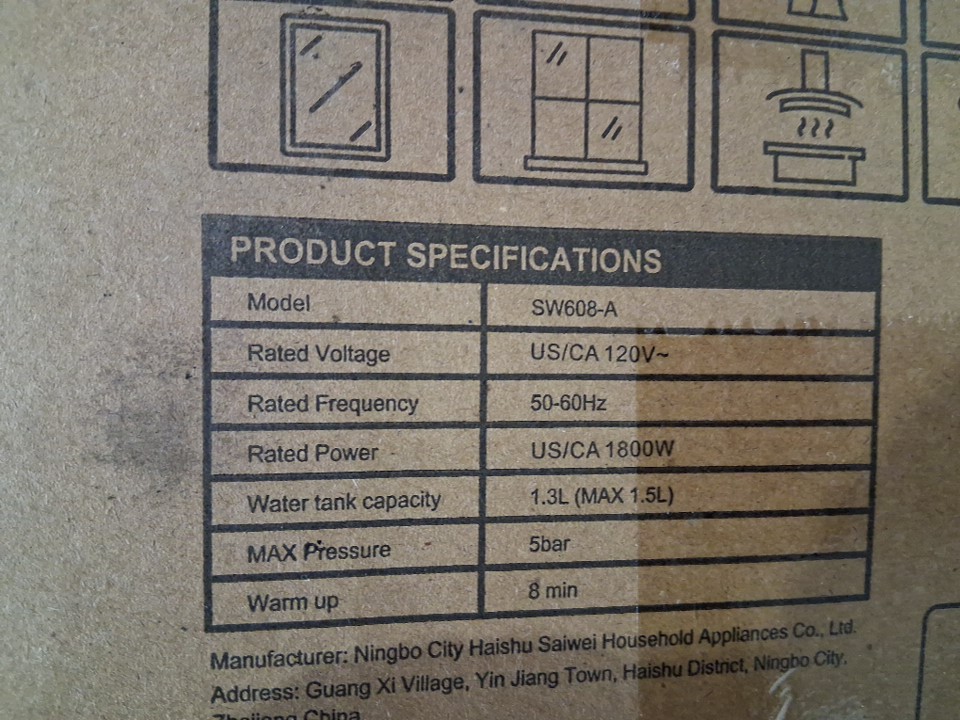 PRODUCT SPECIFICATIONS
Model SW608-A
Rated Voltage US/CA 120V~
Rated Frequency 50-60Hz
Rated Power US/CA 1800W
Water tank capacity 1.3L (MAX 1.5L)
MAX Pressure 5bar
Warm up 8 min
Manufacturer: Ningbo City Haishu Saiwei Household Appliances Co., Ltd.
Address: Guang Xi Village, Yin Jiang Town, Haishu District, Ningbo City,
Zhejiang China